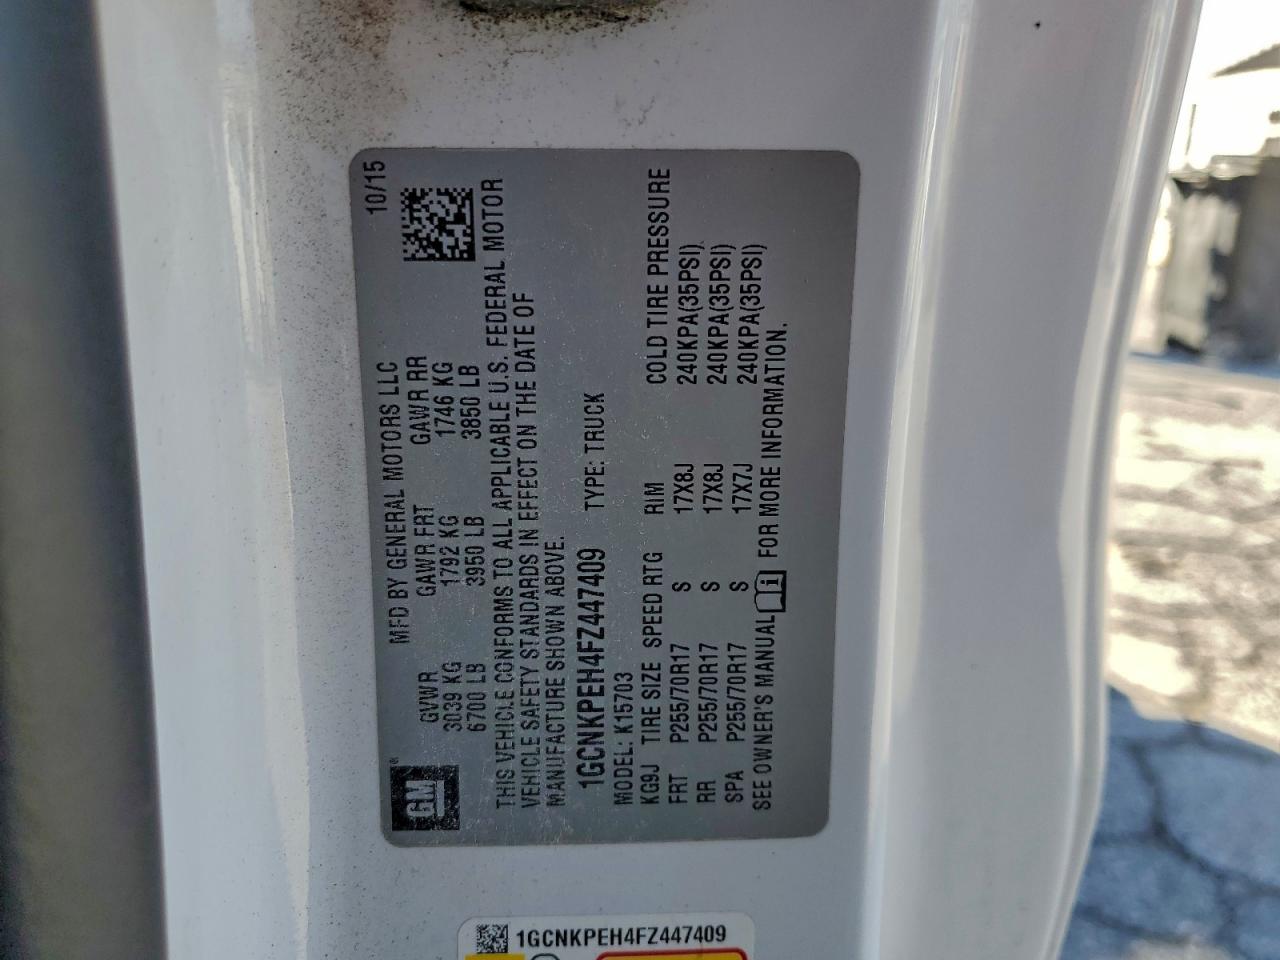 10/15
MFD BY GENERAL MOTORS LLC
GVWR GAWR FRT GAWR RR
3039 KG 1792 KG 1746 KG
6700 LB 3950 LB 3850 LB
GM®
THIS VEHICLE CONFORMS TO ALL APPLICABLE U.S. FEDERAL MOTOR
VEHICLE SAFETY STANDARDS IN EFFECT ON THE DATE OF
MANUFACTURE SHOWN ABOVE.
1GCNKPEH4FZ447409 TYPE: TRUCK
MODEL: K15703
KG9J TIRE SIZE SPEED RTG RIM COLD TIRE PRESSURE
FRT P255/70R17 S 17X8J 240KPA(35PSI)
RR P255/70R17 S 17X8J 240KPA(35PSI)
SPA P255/70R17 S 17X7J 240KPA(35PSI)
SEE OWNER'S MANUAL i FOR MORE INFORMATION.
1GCNKPEH4FZ447409